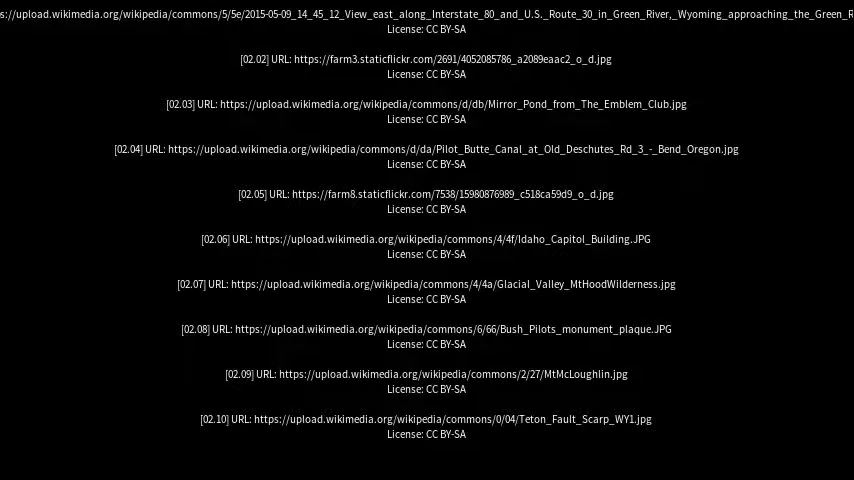 s://upload.wikimedia.org/wikipedia/commons/5/5e/2015-05-09_14_45_12_View_east_along_Interstate_80_and_U.S._Route_30_in_Green_River,_Wyoming_approaching_the_Green_R
License: CC BY-SA
[02.02] URL: https://farm3.staticflickr.com/2691/4052085786_a2089eaac2_o_d.jpg
License: CC BY-SA
[02.03] URL: https://upload.wikimedia.org/wikipedia/commons/d/db/Mirror_Pond_from_The_Emblem_Club.jpg
License: CC BY-SA
[02.04] URL: https://upload.wikimedia.org/wikipedia/commons/d/da/Pilot_Butte_Canal_at_Old_Deschutes_Rd_3_-_Bend_Oregon.jpg
License: CC BY-SA
[02.05] URL: https://farm8.staticflickr.com/7538/15980876989_c518ca59d9_o_d.jpg
License: CC BY-SA
[02.06] URL: https://upload.wikimedia.org/wikipedia/commons/4/4f/Idaho_Capitol_Building.JPG
License: CC BY-SA
[02.07] URL: https://upload.wikimedia.org/wikipedia/commons/4/4a/Glacial_Valley_MtHoodWilderness.jpg
License: CC BY-SA
[02.08] URL: https://upload.wikimedia.org/wikipedia/commons/6/66/Bush_Pilots_monument_plaque.JPG
License: CC BY-SA
[02.09] URL: https://upload.wikimedia.org/wikipedia/commons/2/27/MtMcLoughlin.jpg
License: CC BY-SA
[02.10] URL: https://upload.wikimedia.org/wikipedia/commons/0/04/Teton_Fault_Scarp_WY1.jpg
License: CC BY-SA